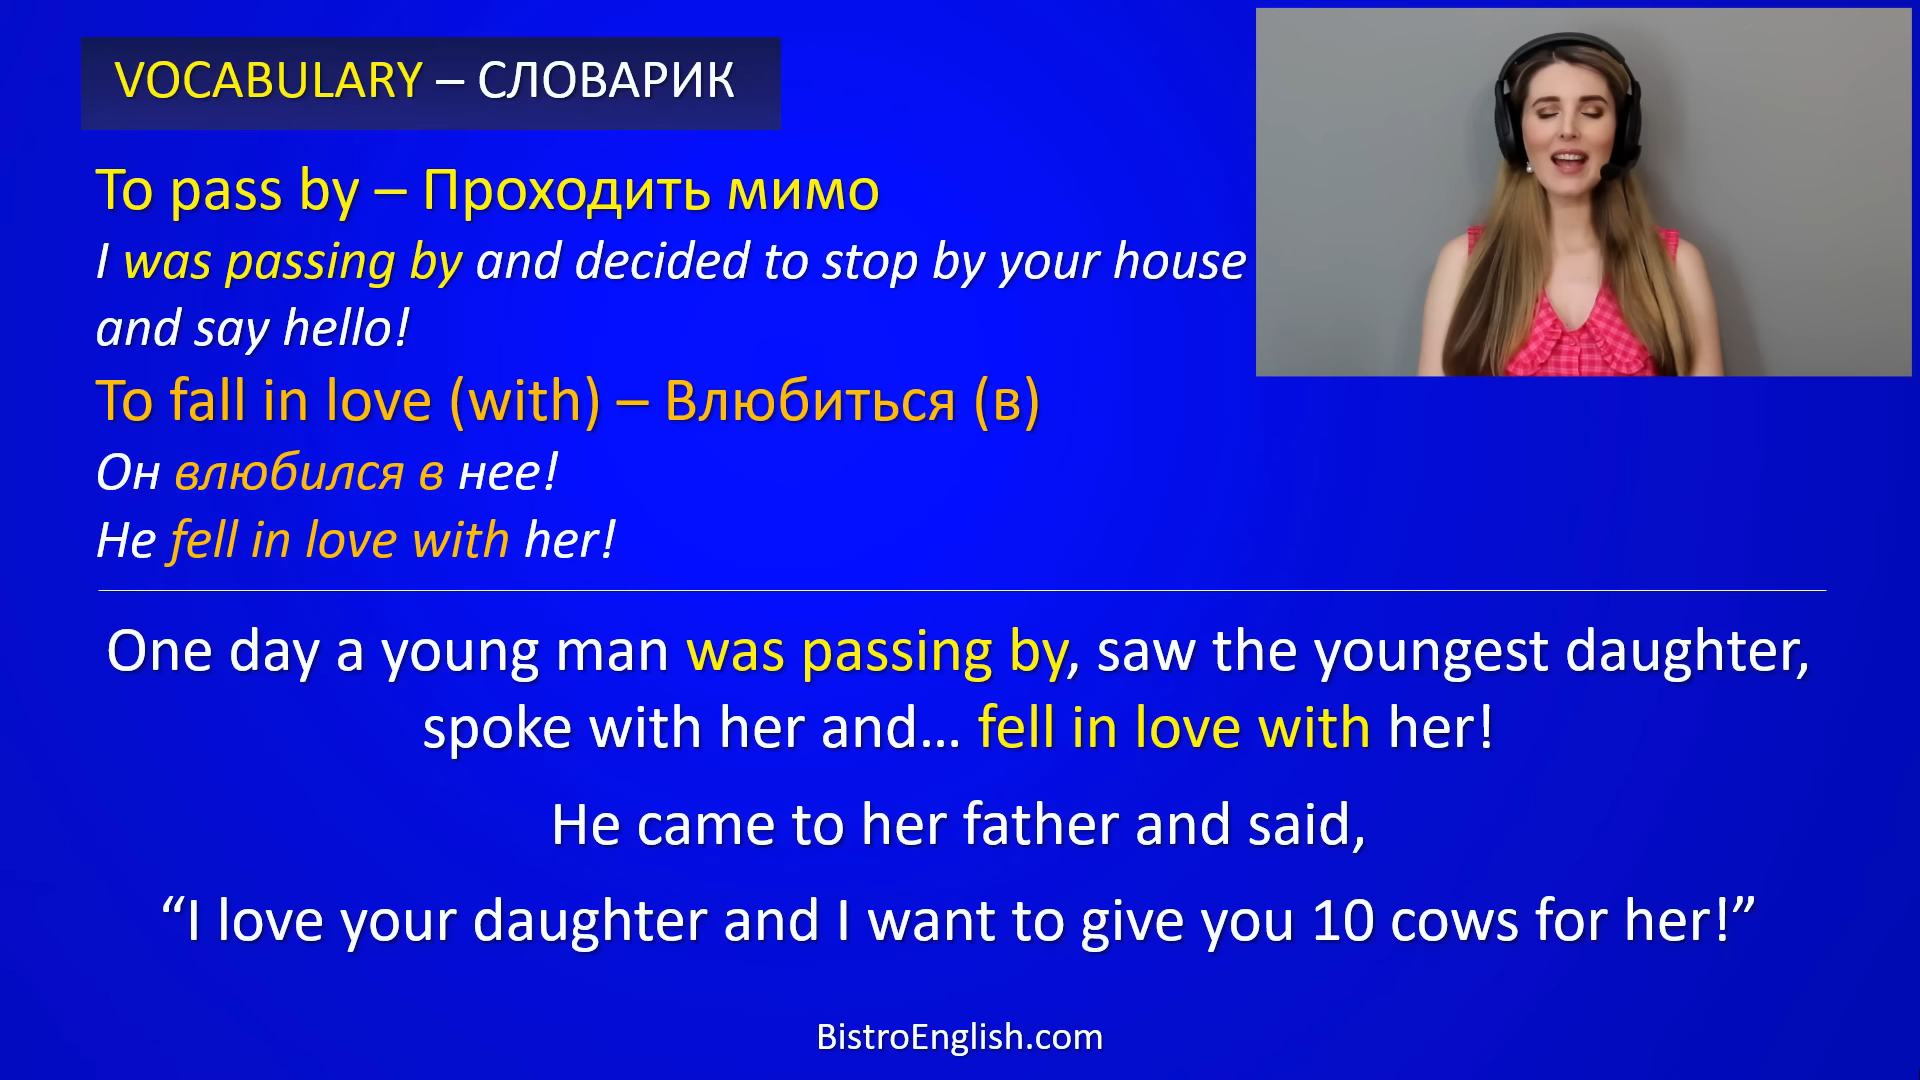 VOCABULARY – СЛОВАРИК
To pass by – Проходить мимо
I was passing by and decided to stop by your house
and say hello!
To fall in love (with) – Влюбиться (в)
Он влюбился в нее!
He fell in love with her!
One day a young man was passing by, saw the youngest daughter,
spoke with her and… fell in love with her!
He came to her father and said,
“I love your daughter and I want to give you 10 cows for her!”
BistroEnglish.com